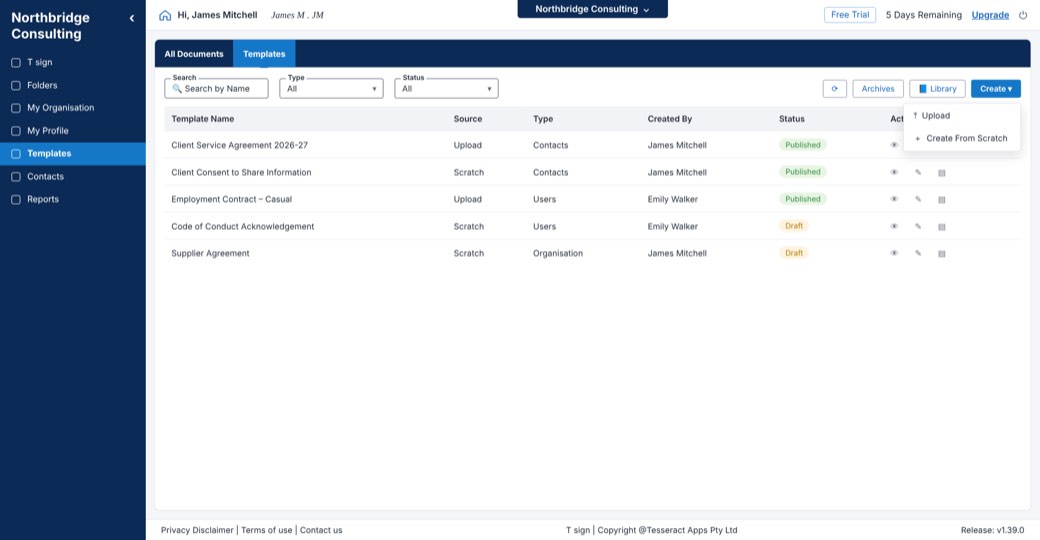 Northbridge Consulting
Hi, James Mitchell James M . JM
Northbridge Consulting
Free Trial 5 Days Remaining Upgrade
T sign
Folders
My Organisation
My Profile
Templates
Contacts
Reports
All Documents Templates
Search Type Status
Search by Name All All Archives Library Create
Upload
Create From Scratch
Template Name Source Type Created By Status Act
Client Service Agreement 2026-27 Upload Contacts James Mitchell Published
Client Consent to Share Information Scratch Contacts James Mitchell Published
Employment Contract – Casual Upload Users Emily Walker Published
Code of Conduct Acknowledgement Scratch Users Emily Walker Draft
Supplier Agreement Scratch Organisation James Mitchell Draft
Privacy Disclaimer | Terms of use | Contact us T sign | Copyright @Tesseract Apps Pty Ltd Release: v1.39.0